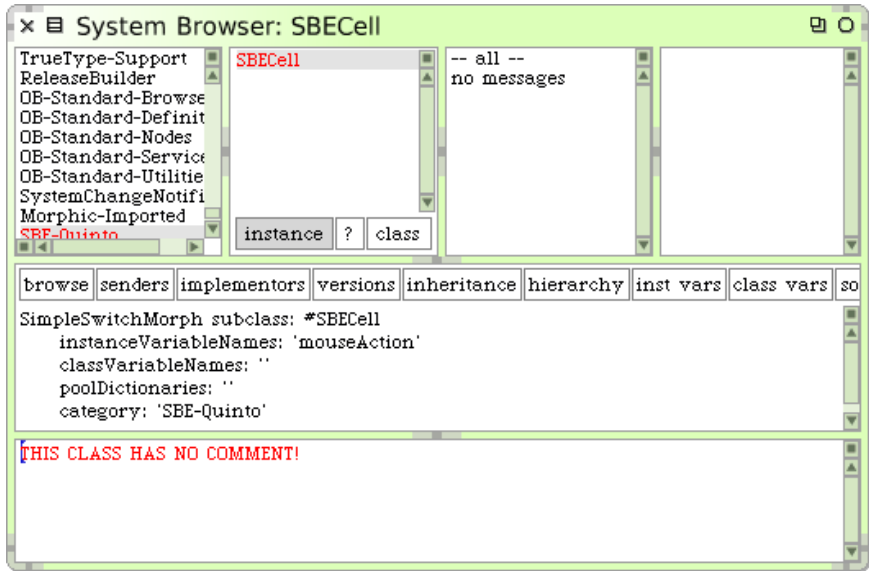 System Browser: SBECell
TrueType-Support
ReleaseBuilder
OB-Standard-Browse
OB-Standard-Definit
OB-Standard-Nodes
OB-Standard-Service
OB-Standard-Utilitie
SystemChangeNotifi
Morphic-Imported
SBE-Quinto
SBECell
instance ? class
-- all --
no messages
browse senders implementors versions inheritance hierarchy inst vars class vars so
SimpleSwitchMorph subclass: #SBECell
instanceVariableNames: 'mouseAction'
classVariableNames: ''
poolDictionaries: ''
category: 'SBE-Quinto'
THIS CLASS HAS NO COMMENT!